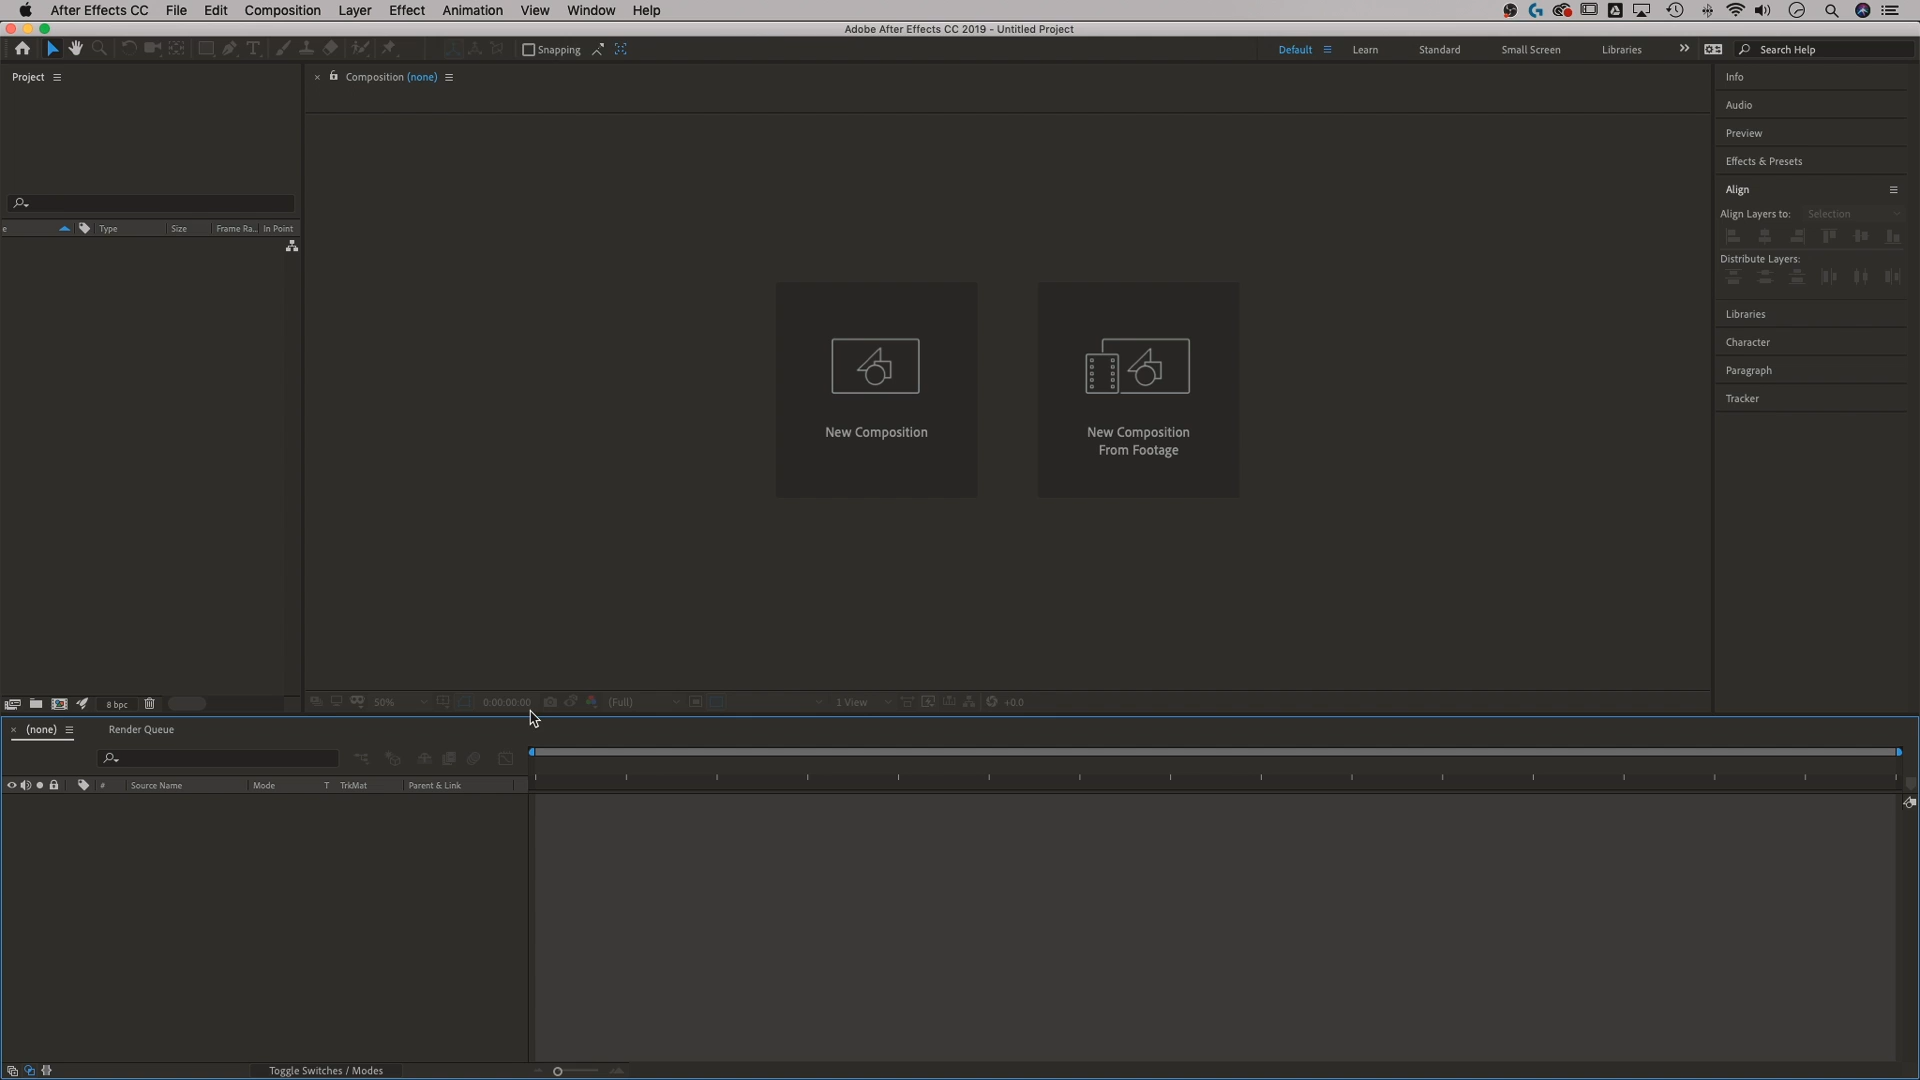 After Effects CC File Edit Composition Layer Effect Animation View Window Help
Adobe After Effects CC 2019 - Untitled Project
Snapping
Default Learn Standard Small Screen Libraries Search Help
Project
Composition (none)
Info
Audio
Preview
Effects & Presets
Align
Align Layers to: Selection
Distribute Layers:
Libraries
Character
Paragraph
Tracker
e Type Size Frame Ra... In Point
New Composition
New Composition
From Footage
8 bpc
50% 0:00:00:00 (Full) 1 View +0.0
(none) Render Queue
# Source Name Mode T TrkMat Parent & Link
Toggle Switches / Modes